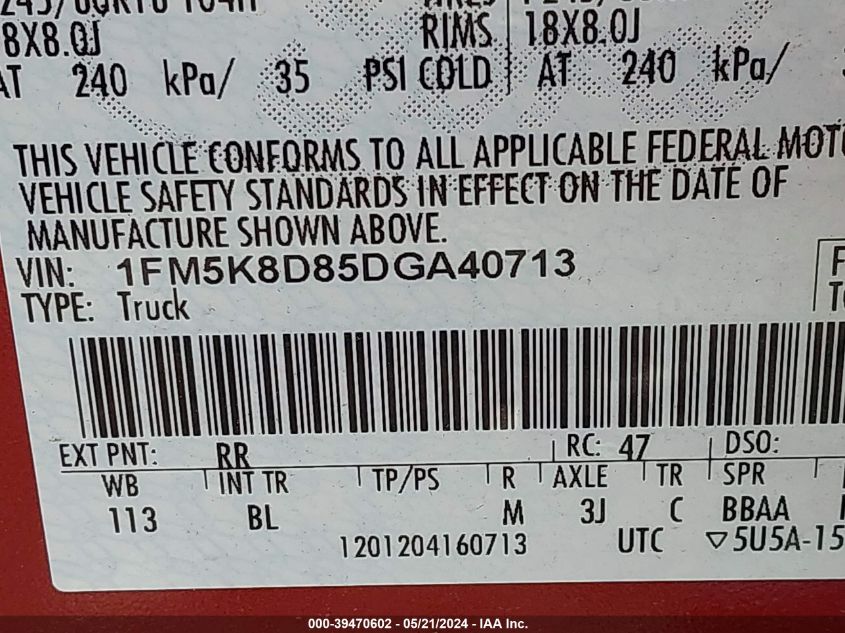 8X8.0J RIMS 18X8.0J
AT 240 kPa/ 35 PSI COLD AT 240 kPa/
THIS VEHICLE CONFORMS TO ALL APPLICABLE FEDERAL MOTO
VEHICLE SAFETY STANDARDS IN EFFECT ON THE DATE OF
MANUFACTURE SHOWN ABOVE.
VIN: 1FM5K8D85DGA40713
TYPE: Truck
EXT PNT: RR RC: 47 DSO:
WB INT TR TP/PS R AXLE TR SPR
113 BL M 3J C BBAA
1201204160713 UTC ▽5U5A-15
000-39470602 - 05/21/2024 - IAA Inc.